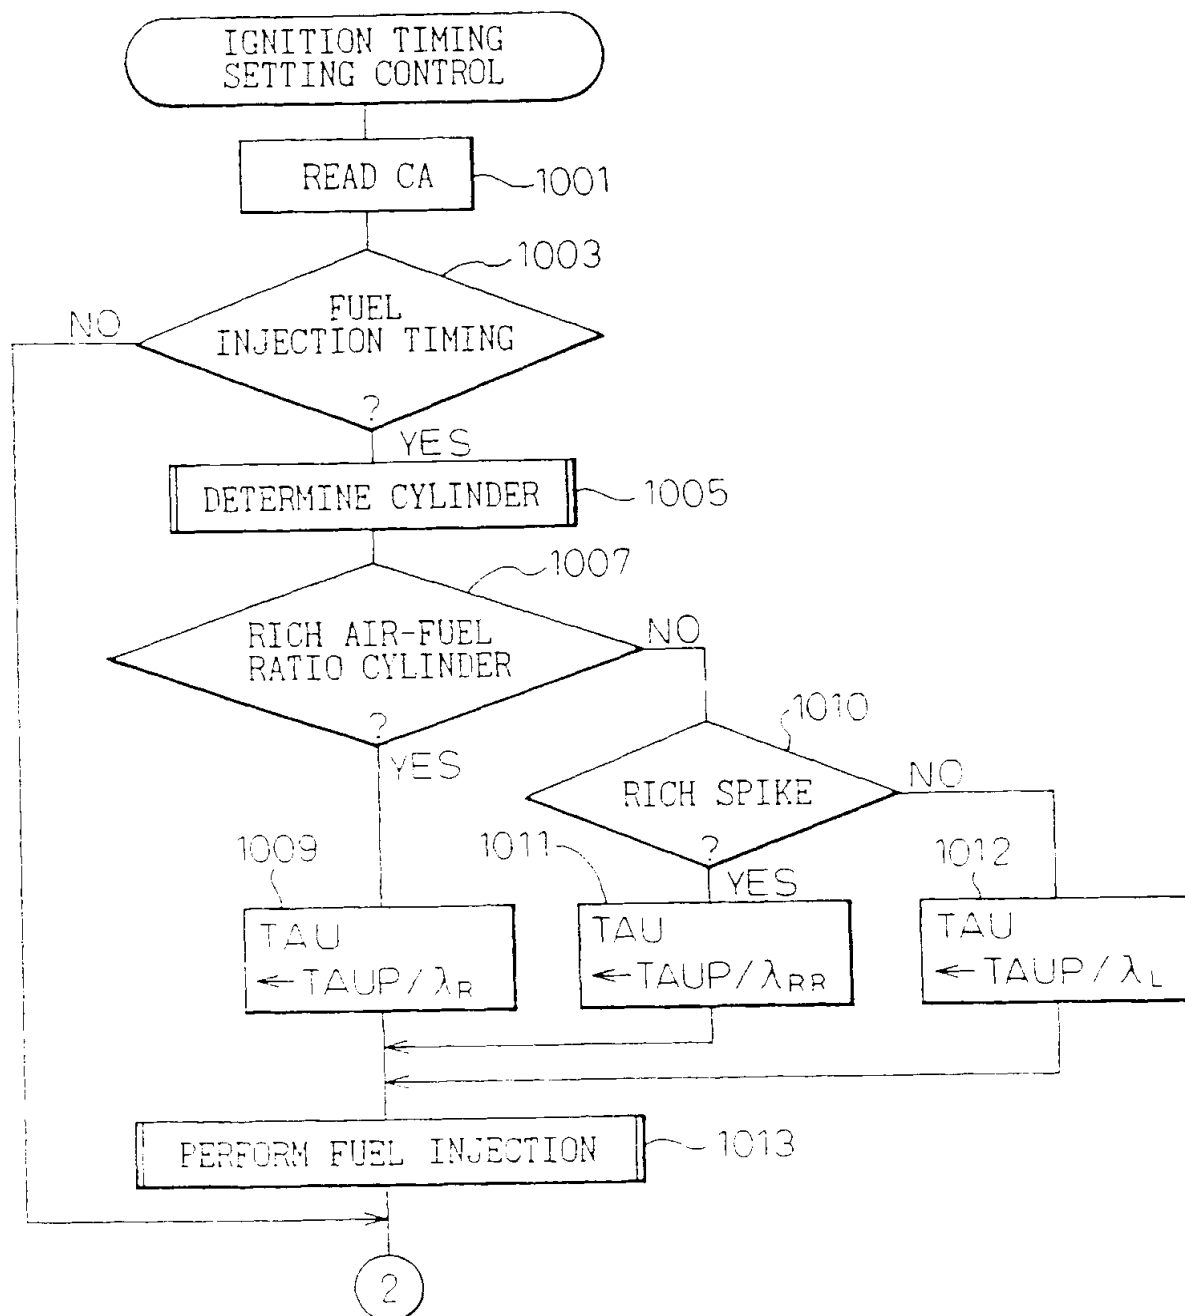 IGNITION TIMING
SETTING CONTROL
READ CA
1001
1003
FUEL
INJECTION TIMING
?
NO
YES
DETERMINE CYLINDER
1005
1007
RICH AIR-FUEL
RATIO CYLINDER
?
NO
YES
1010
RICH SPIKE
?
NO
YES
1009
TAU
←TAUP/λR
1011
TAU
←TAUP/λRR
1012
TAU
←TAUP/λL
PERFORM FUEL INJECTION
1013
2